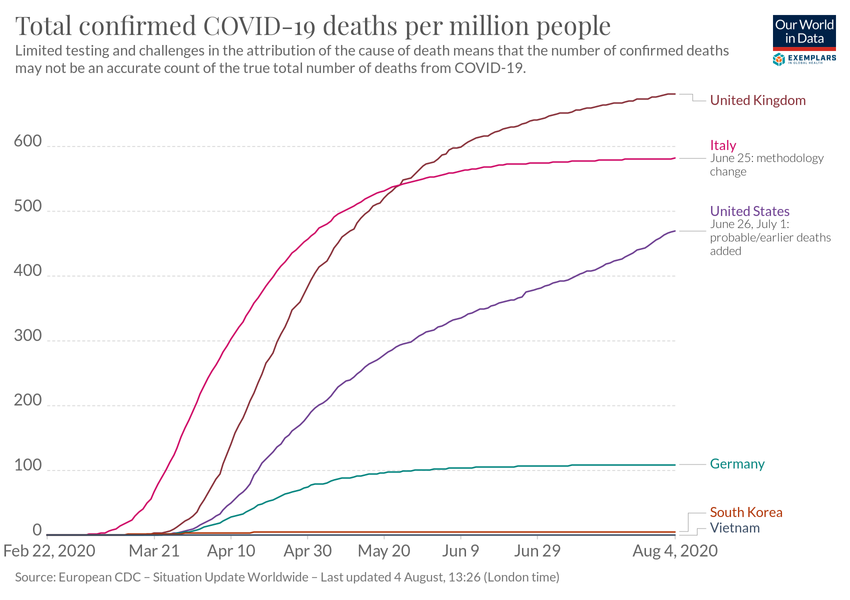 Total confirmed COVID-19 deaths per million people
Limited testing and challenges in the attribution of the cause of death means that the number of confirmed deaths
may not be an accurate count of the true total number of deaths from COVID-19.
Our World
in Data
EXEMPLARS
IN GLOBAL HEALTH
600
500
400
300
200
100
0
United Kingdom
Italy
June 25: methodology
change
United States
June 26, July 1:
probable/earlier deaths
added
Germany
South Korea
Vietnam
Feb 22, 2020
Mar 21
Apr 10
Apr 30
May 20
Jun 9
Jun 29
Aug 4, 2020
Source: European CDC – Situation Update Worldwide – Last updated 4 August, 13:26 (London time)